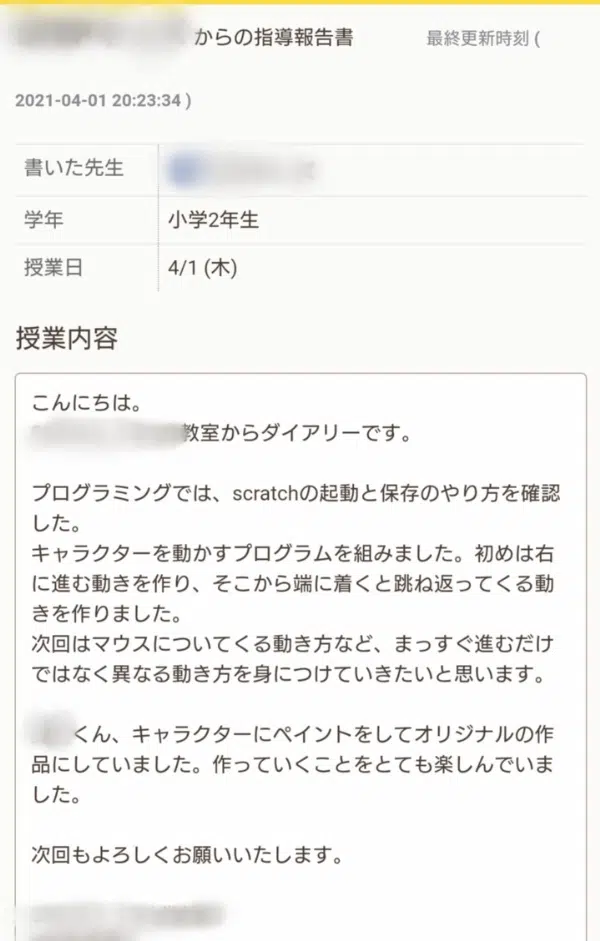 からの指導報告書
最終更新時刻 (
2021-04-01 20:23:34 )
書いた先生
学年
小学2年生
授業日
4/1 (木)
授業内容
こんにちは。
教室からダイアリーです。
プログラミングでは、scratchの起動と保存のやり方を確認
した。
キャラクターを動かすプログラムを組みました。初めは右
に進む動きを作り、そこから端に着くと跳ね返ってくる動
きを作りました。
次回はマウスについてくる動き方など、まっすぐ進むだけ
ではなく異なる動き方を身につけていきたいと思います。
くん、キャラクターにペイントをしてオリジナルの作
品にしていました。作っていくことをとても楽しんでいま
した。
次回もよろしくお願いいたします。